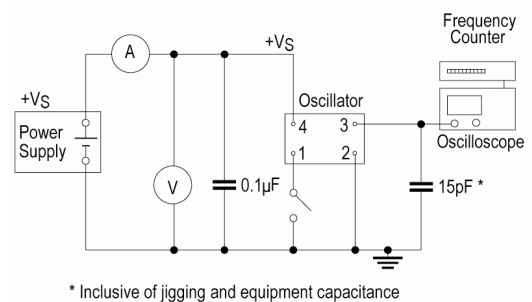 Frequency
Counter
+VS
A
+VS
Oscillator
Power
Supply
4
3
1
2
Oscilloscope
V
0.1µF
15pF *
* Inclusive of jigging and equipment capacitance